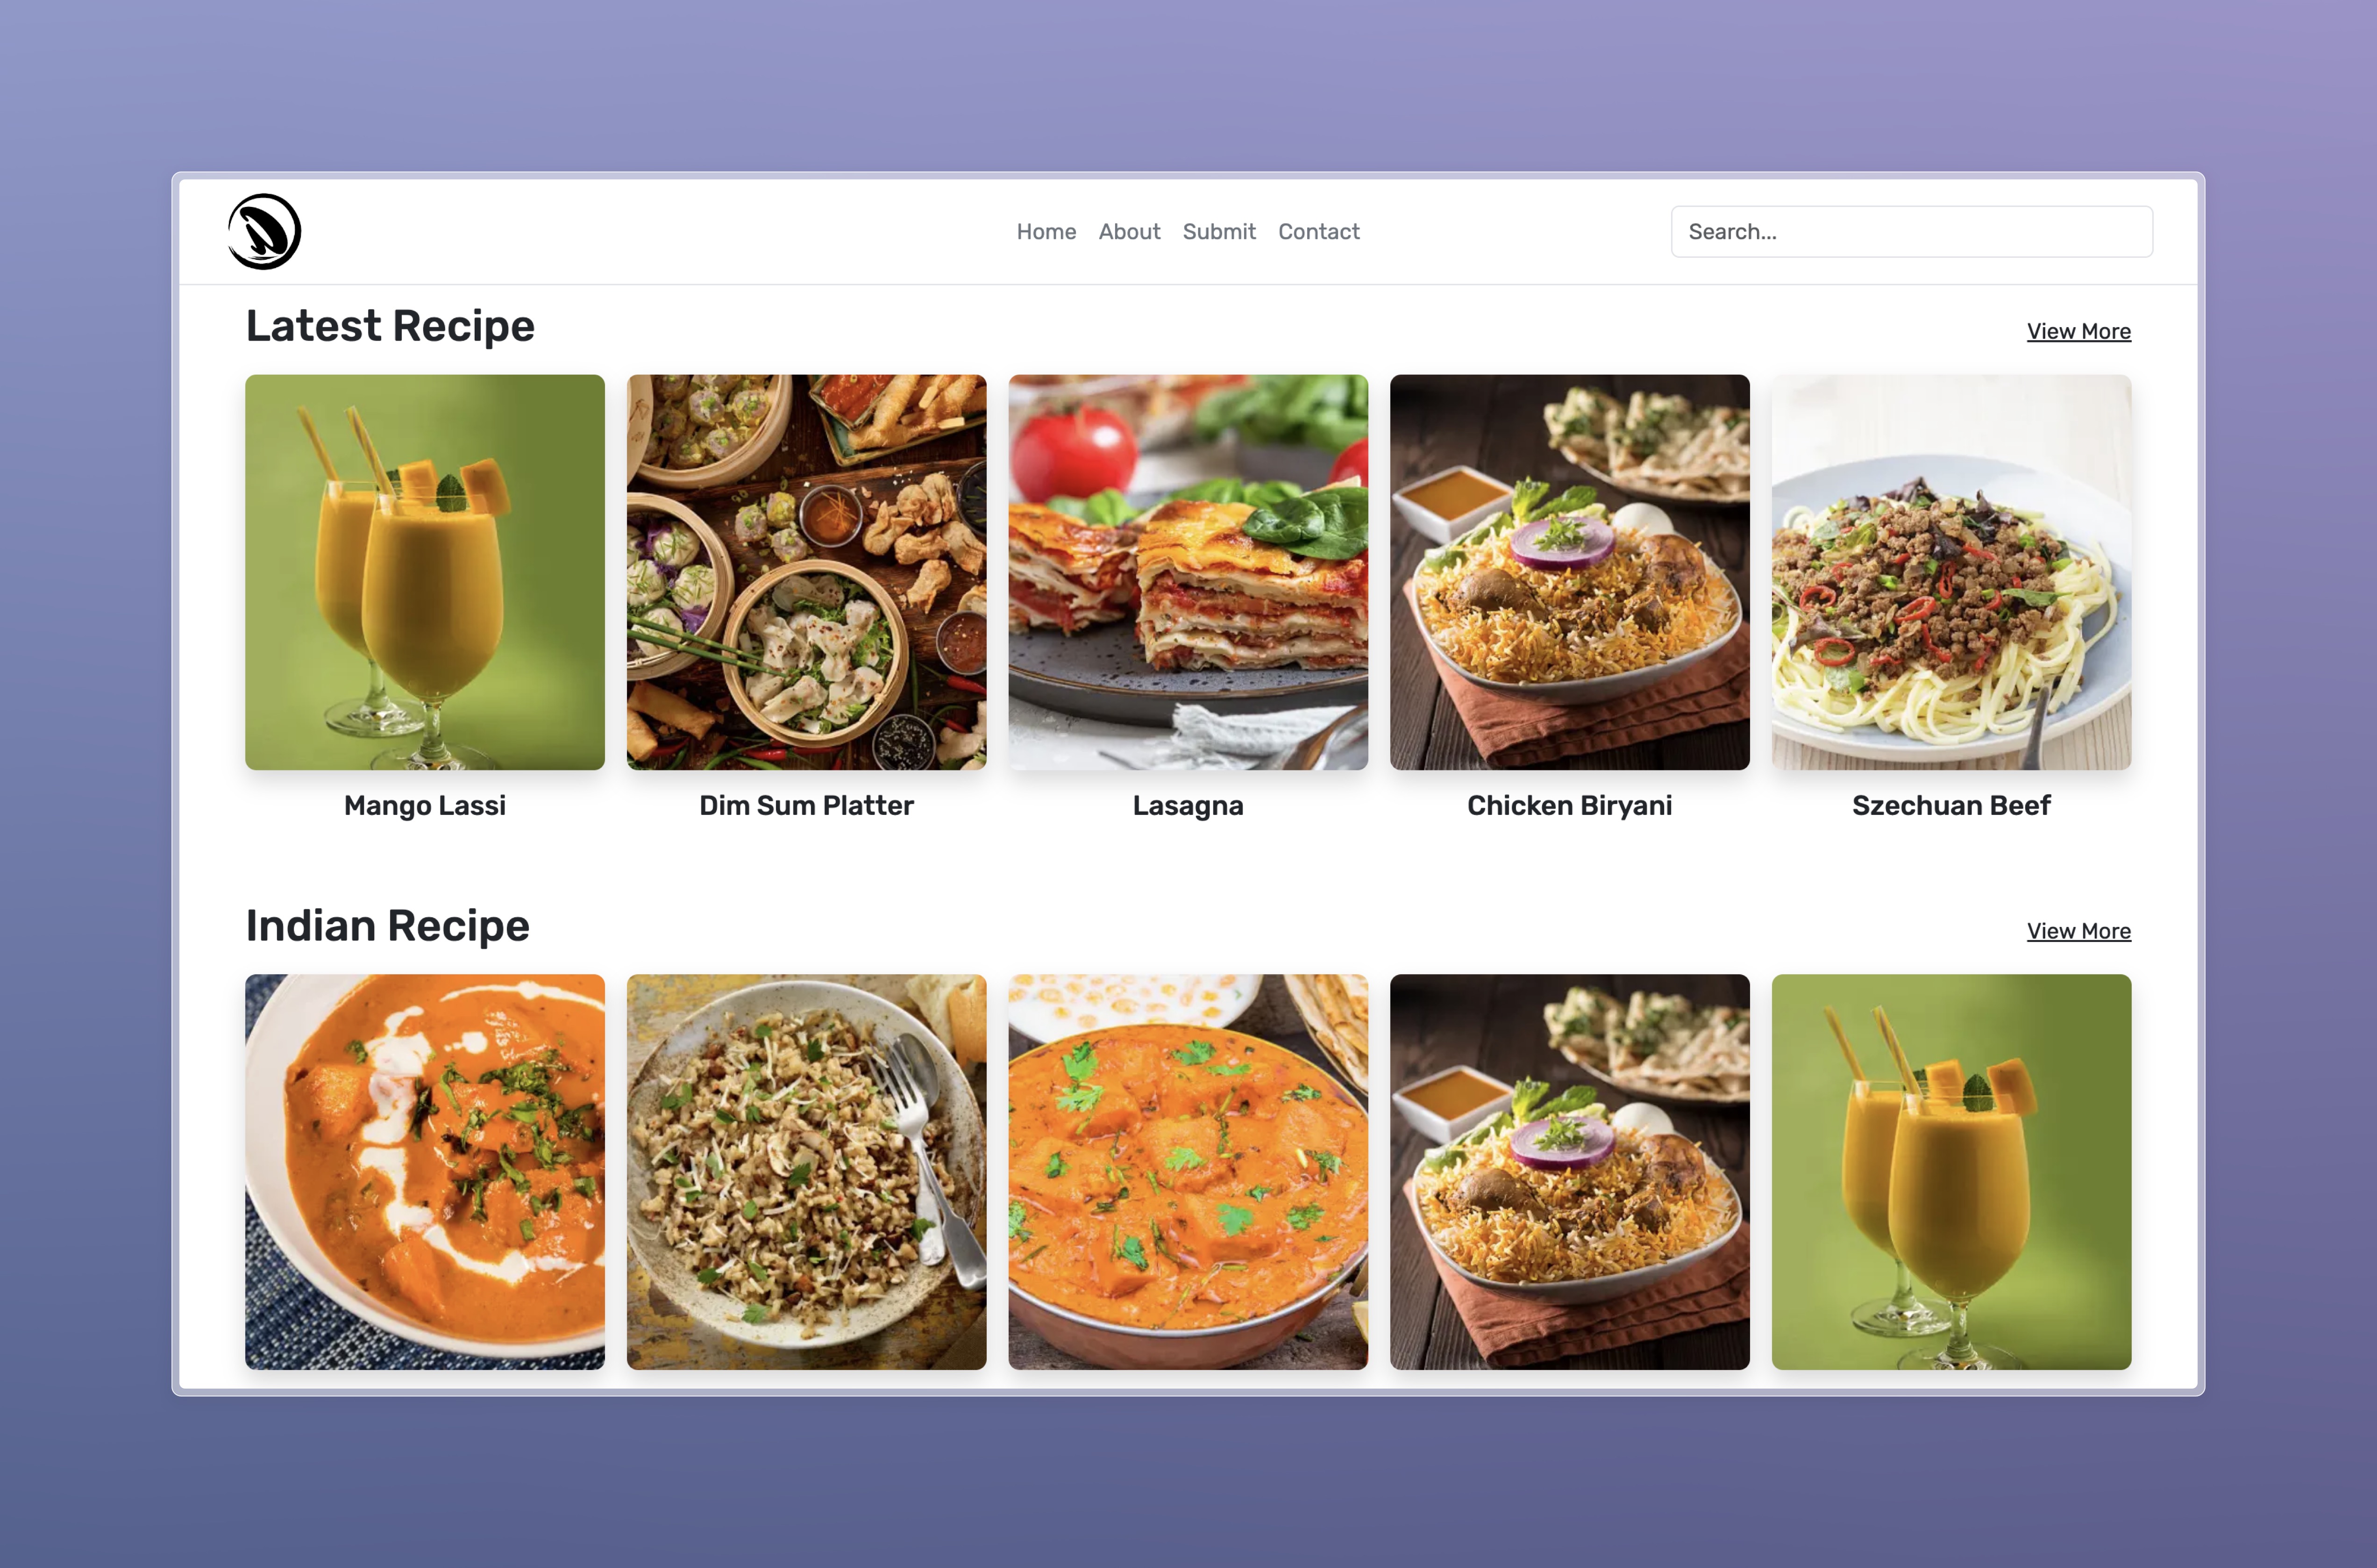 Home About Submit Contact
Search...
Latest Recipe
View More
Mango Lassi
Dim Sum Platter
Lasagna
Chicken Biryani
Szechuan Beef
Indian Recipe
View More